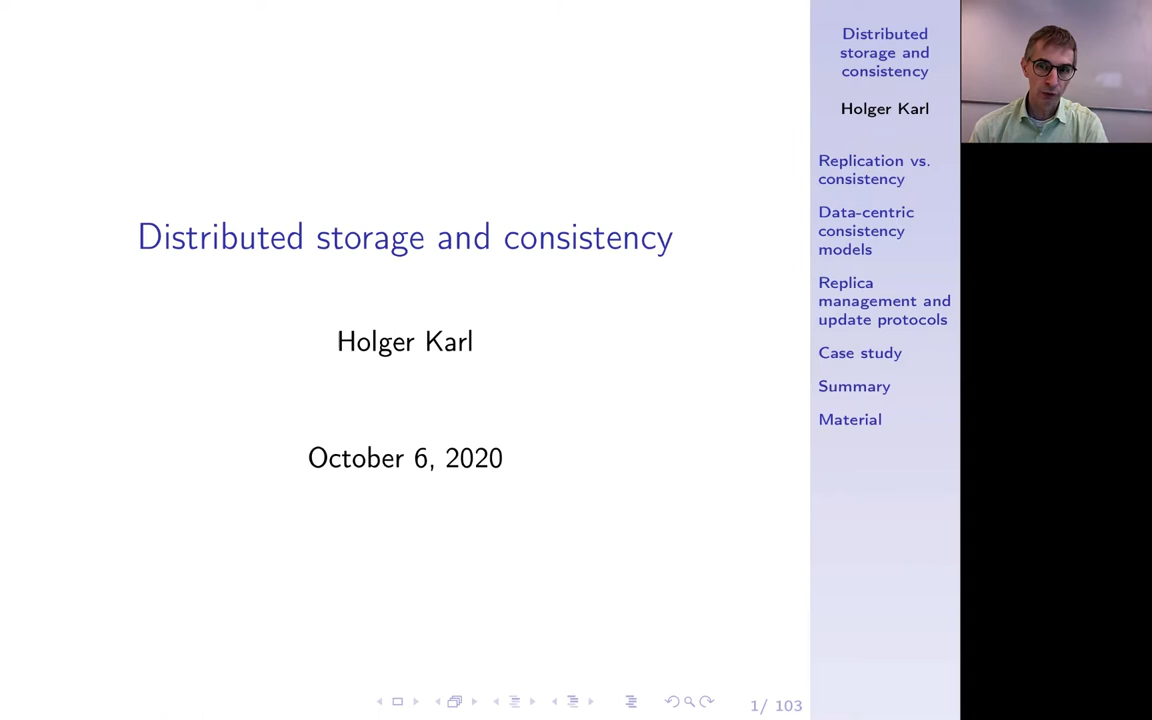 Distributed storage and consistency
Holger Karl
October 6, 2020
1/ 103
Distributed
storage and
consistency
Holger Karl
Replication vs.
consistency
Data-centric
consistency
models
Replica
management and
update protocols
Case study
Summary
Material